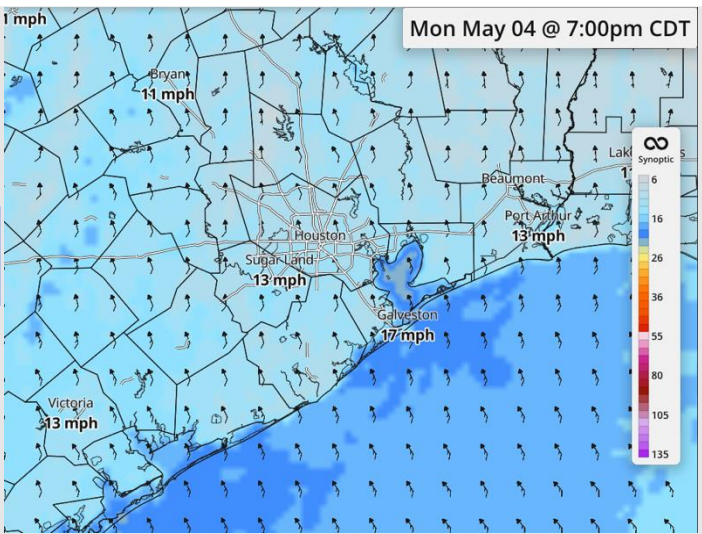 1 mph
Mon May 04 @ 7:00pm CDT
Bryan
11 mph
Synoptic
Beaumont
Port Arthur
13 mph
Houston
Sugar Land
13 mph
Galveston
17 mph
Victoria
13 mph
6
16
26
36
55
80
105
135